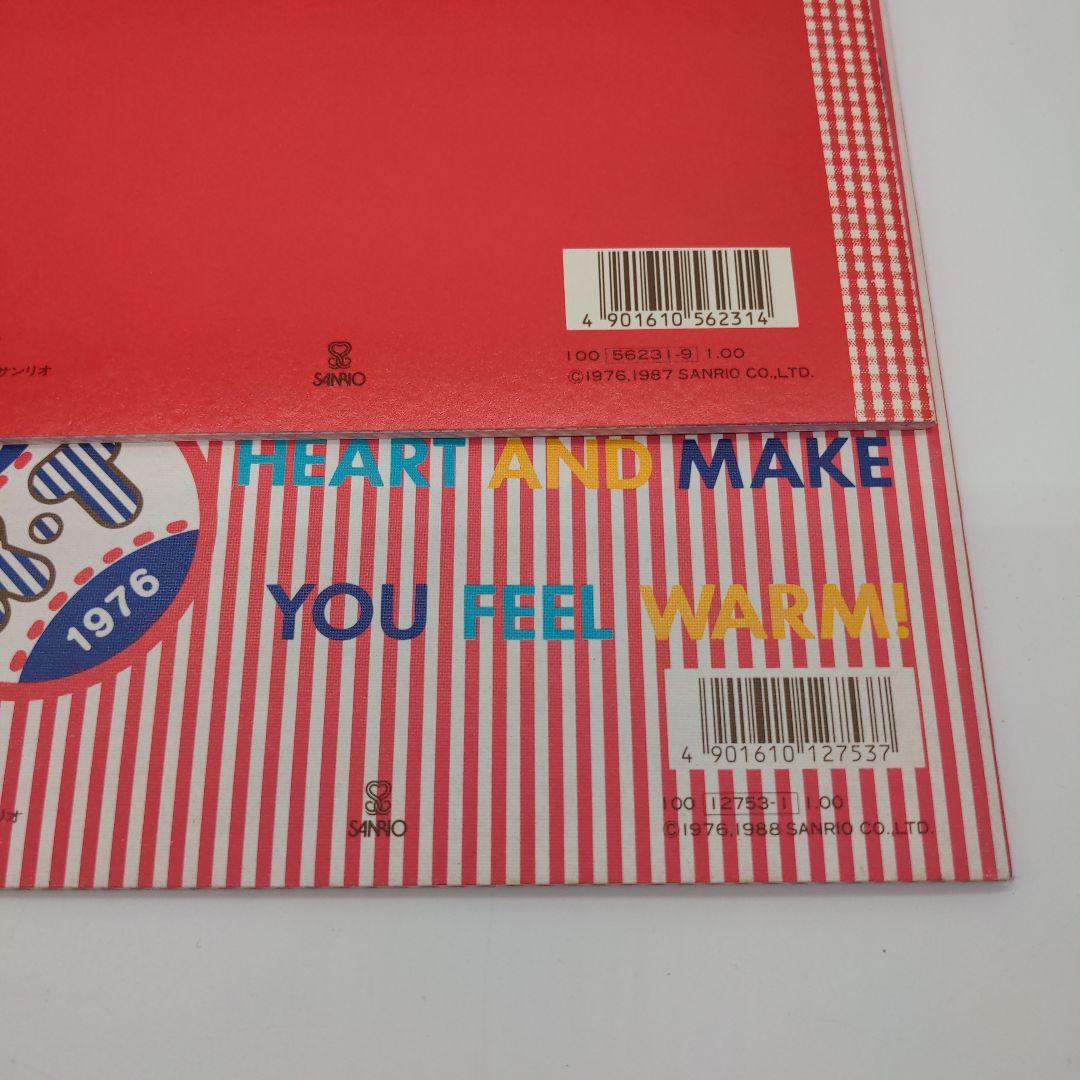 4 901610 562314
100 56231-9 1.00
サンリオ
SANRIO
©1976,1987 SANRIO CO.,LTD.
HEART AND MAKE
1976
YOU FEEL WARM!
4 901610 127537
リオ
SANRIO
100 12753-1 1.00
©1976,1988 SANRIO CO.,LTD.